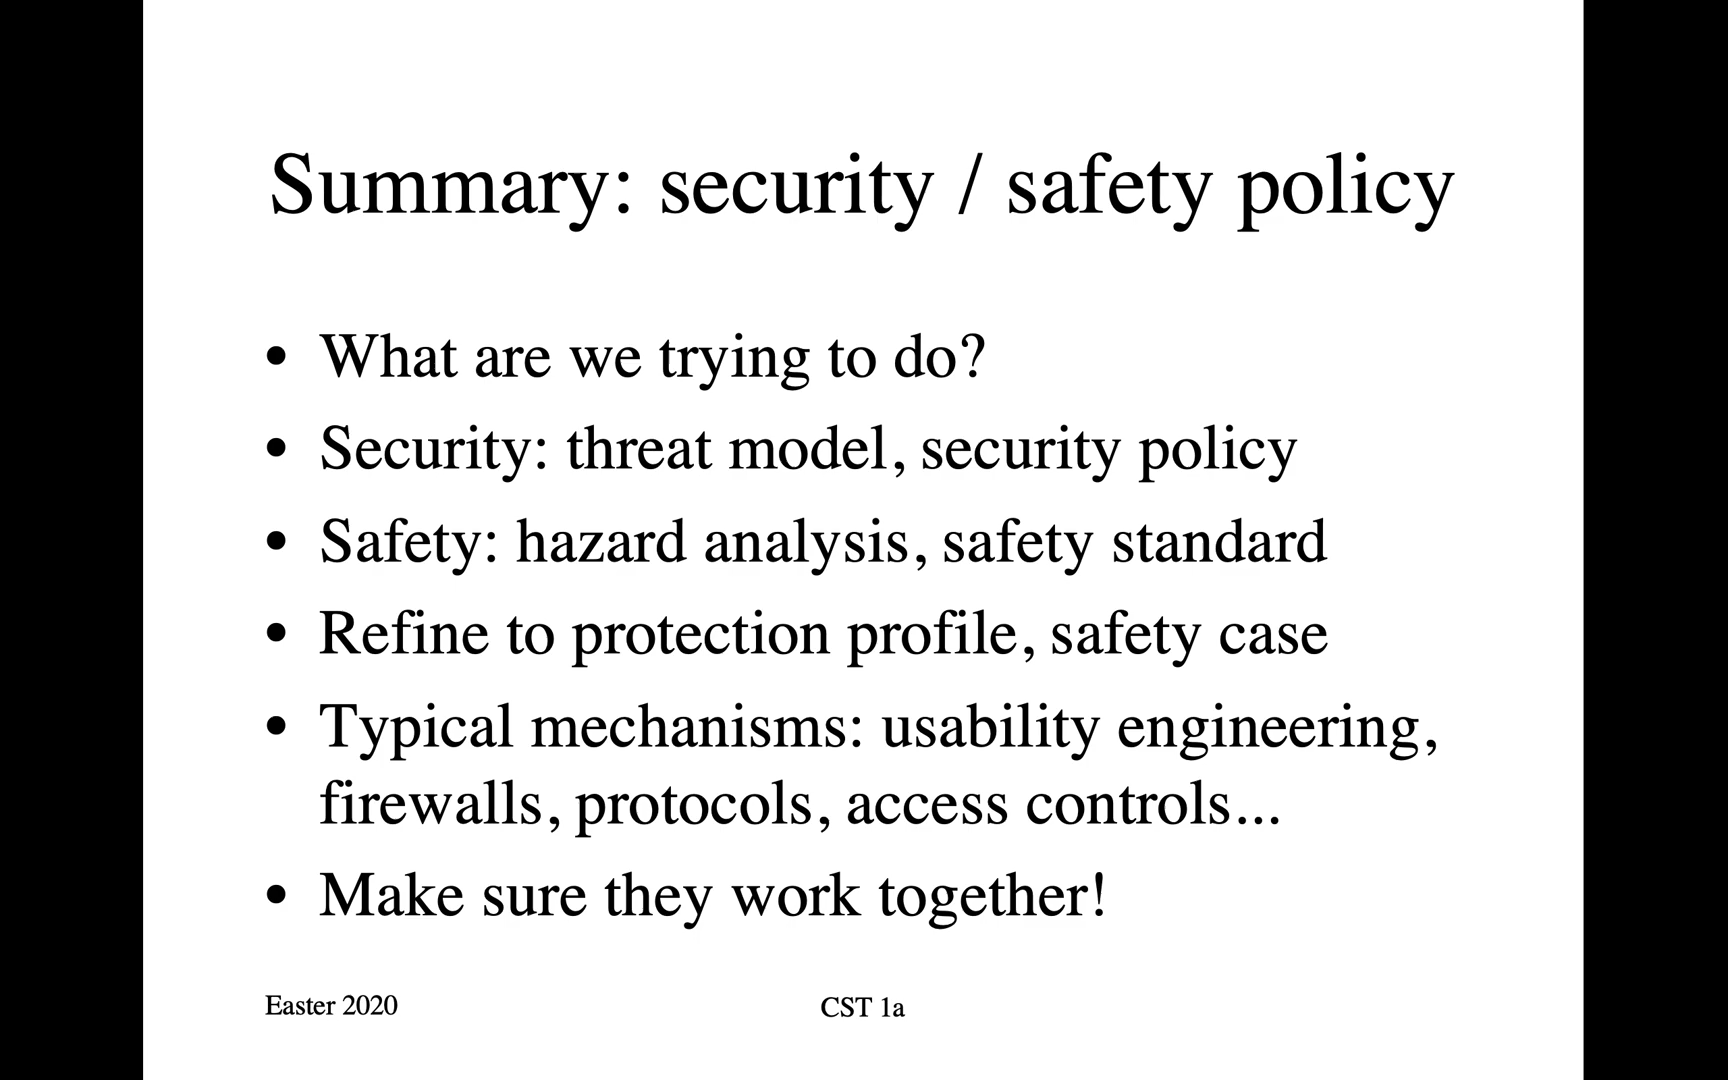 Summary: security / safety policy
• What are we trying to do?
• Security: threat model, security policy
• Safety: hazard analysis, safety standard
• Refine to protection profile, safety case
• Typical mechanisms: usability engineering,
firewalls, protocols, access controls...
• Make sure they work together!
Easter 2020
CST 1a